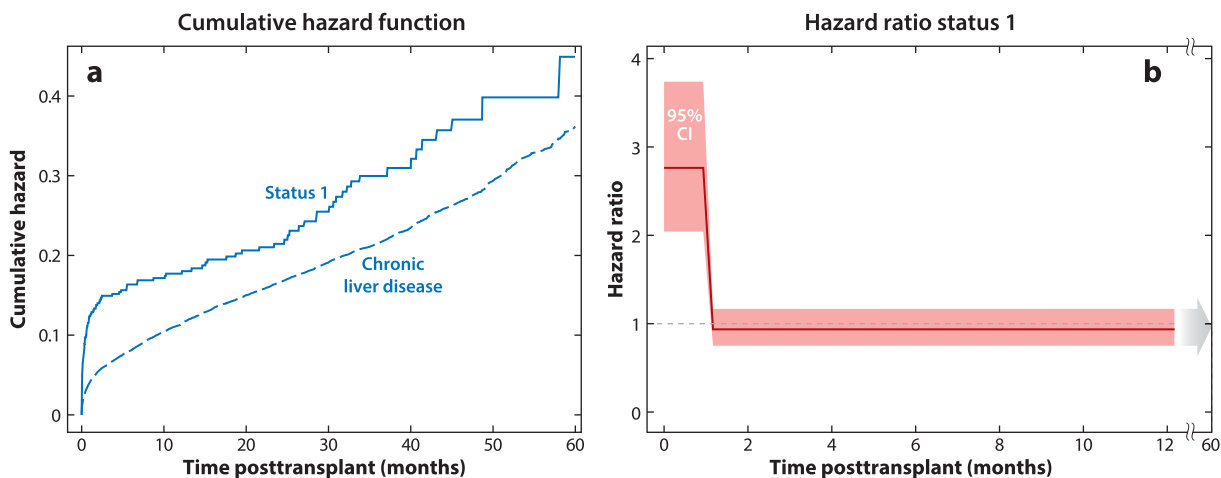 Cumulative hazard function
a
0.4
0.3
0.2
0.1
0
Cumulative hazard
Status 1
Chronic
liver disease
0 10 20 30 40 50 60
Time posttransplant (months)
Hazard ratio status 1
b
4
3
2
1
0
Hazard ratio
95%
CI
0 2 4 6 8 10 12 60
Time posttransplant (months)